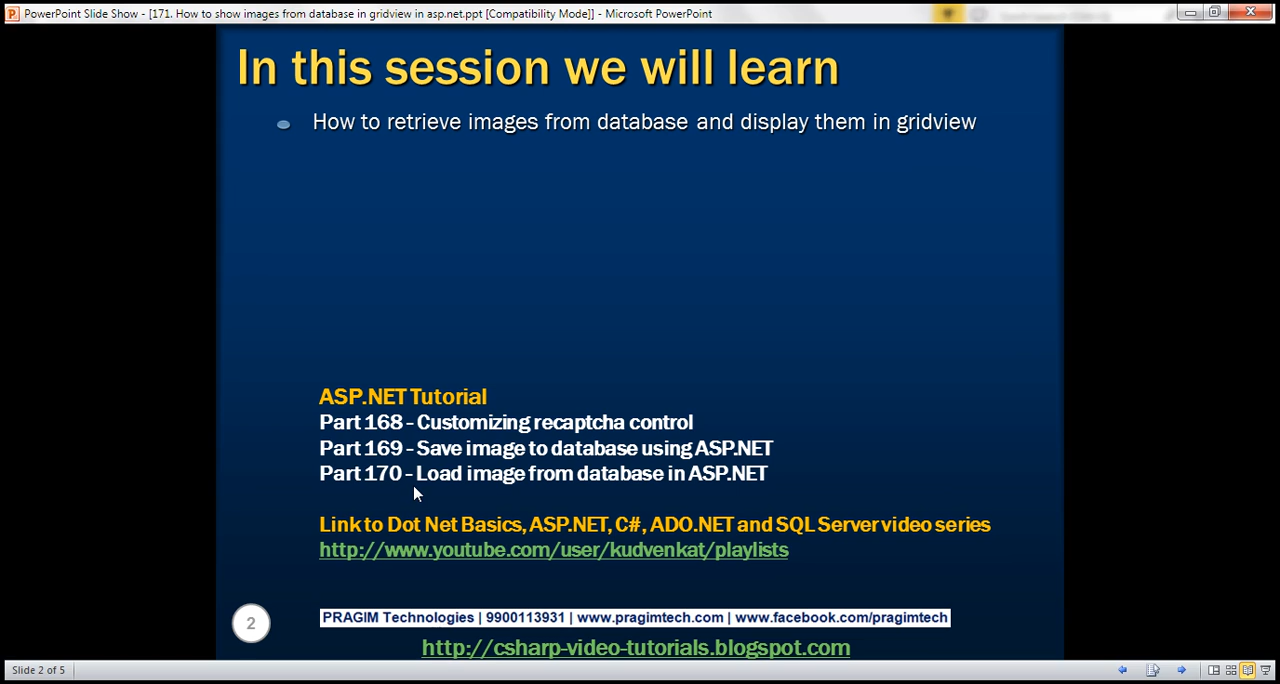 PowerPoint Slide Show - [171. How to show images from database in gridview in asp.net.ppt [Compatibility Mode]] - Microsoft PowerPoint
In this session we will learn
How to retrieve images from database and display them in gridview
ASP.NET Tutorial
Part 168 - Customizing recaptcha control
Part 169 - Save image to database using ASP.NET
Part 170 - Load image from database in ASP.NET
Link to Dot Net Basics, ASP.NET, C#, ADO.NET and SQL Server video series
http://www.youtube.com/user/kudvenkat/playlists
2
PRAGIM Technologies | 9900113931 | www.pragimtech.com | www.facebook.com/pragimtech
http://csharp-video-tutorials.blogspot.com
Slide 2 of 5